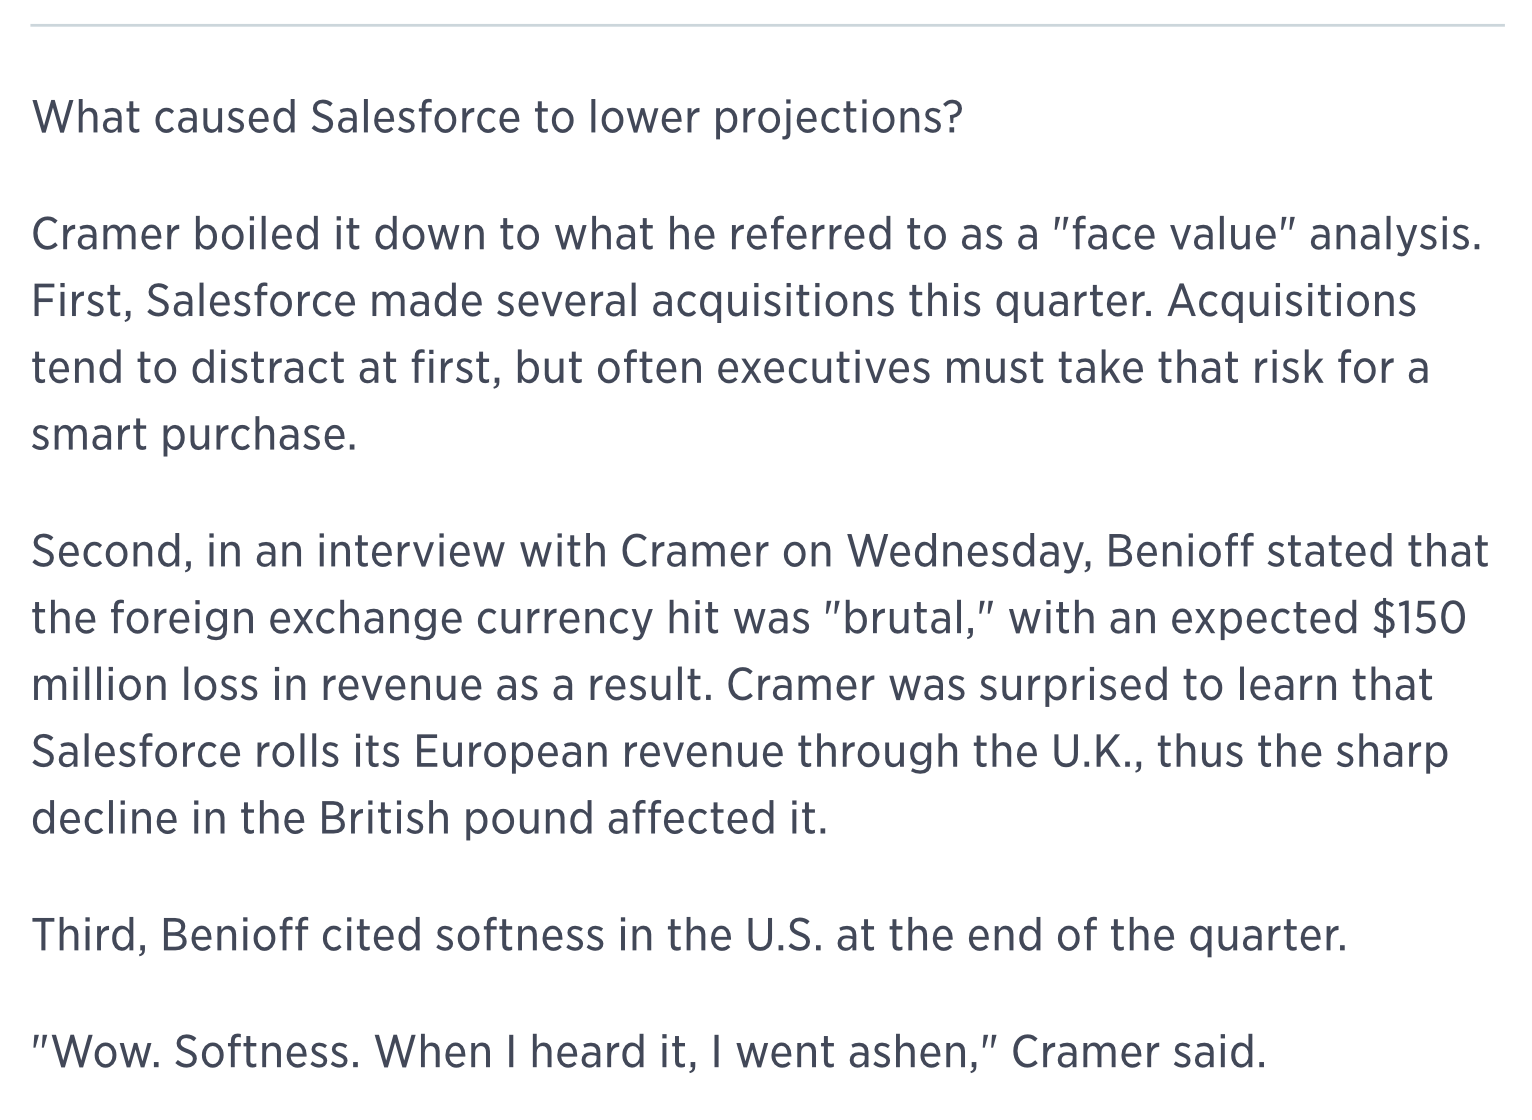 What caused Salesforce to lower projections?
Cramer boiled it down to what he referred to as a "face value" analysis.
First, Salesforce made several acquisitions this quarter. Acquisitions
tend to distract at first, but often executives must take that risk for a
smart purchase.
Second, in an interview with Cramer on Wednesday, Benioff stated that
the foreign exchange currency hit was "brutal," with an expected $150
million loss in revenue as a result. Cramer was surprised to learn that
Salesforce rolls its European revenue through the U.K., thus the sharp
decline in the British pound affected it.
Third, Benioff cited softness in the U.S. at the end of the quarter.
"Wow. Softness. When I heard it, I went ashen," Cramer said.